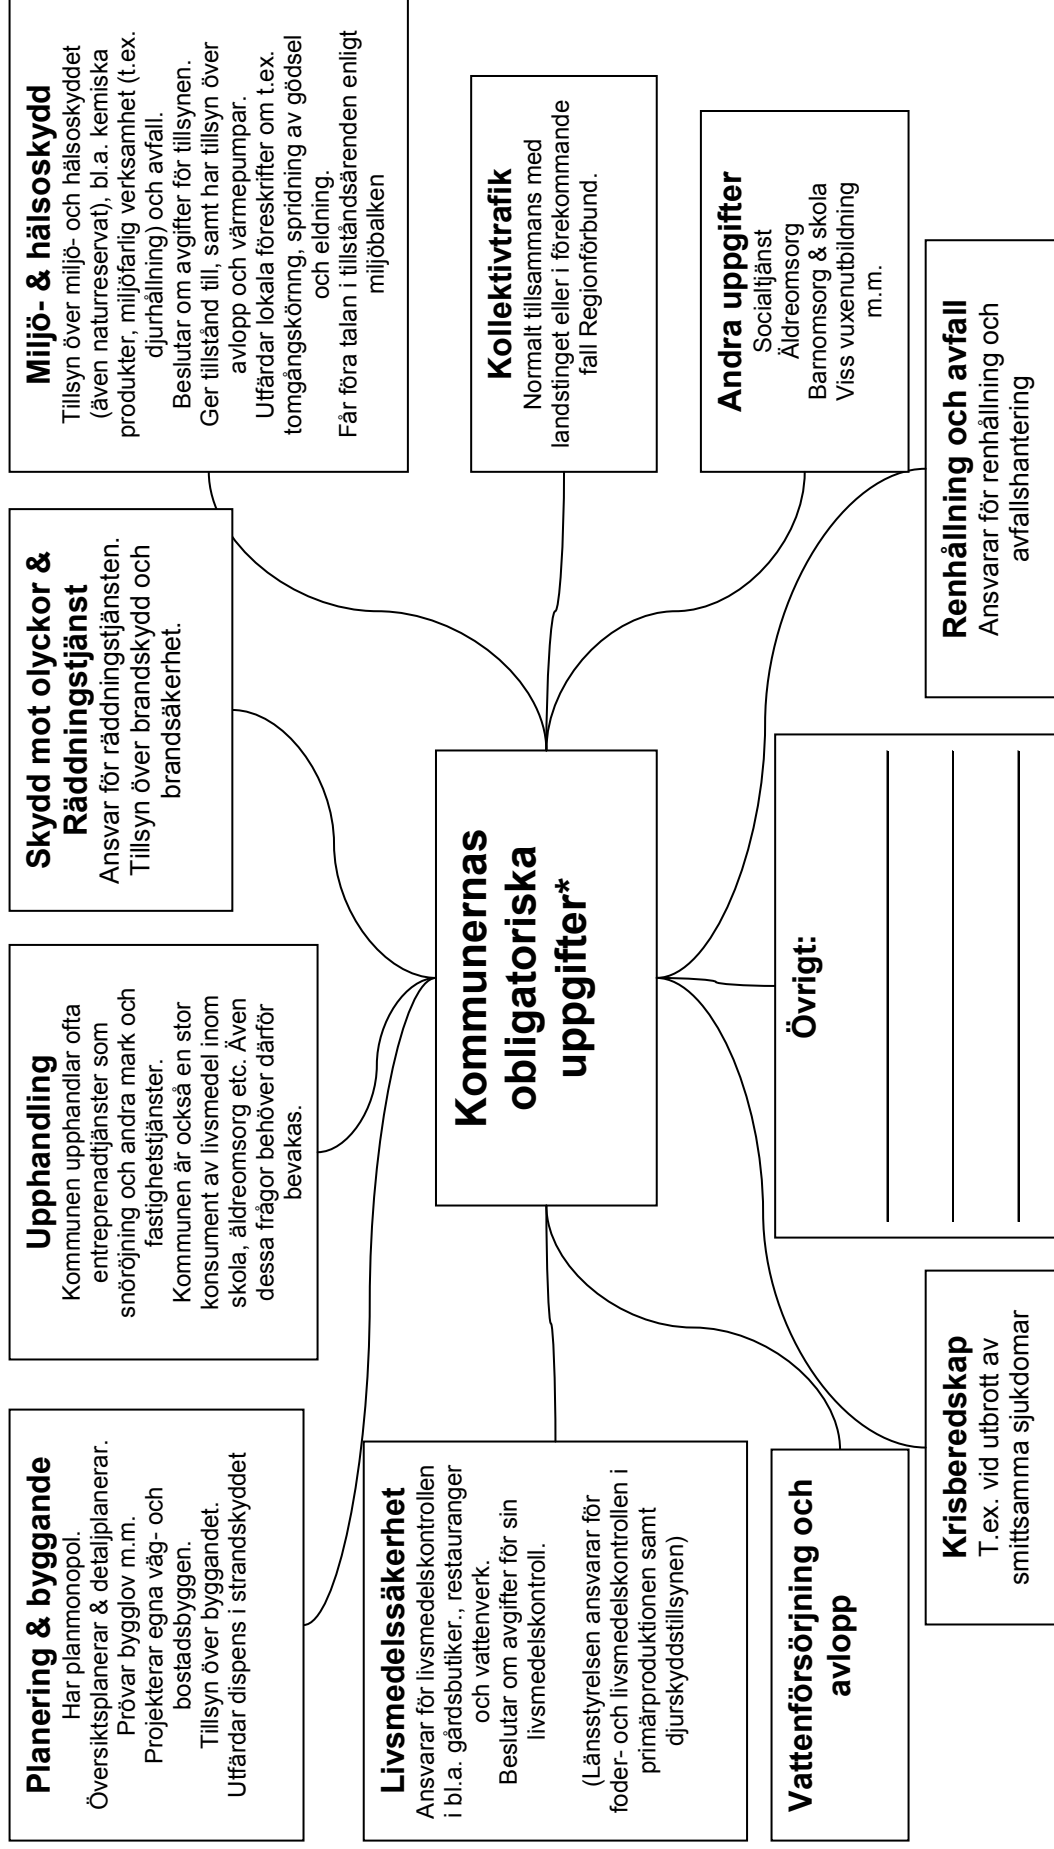 Planering & byggande
Har planmonopol.
Översiktsplanerar & detaljplanerar.
Prövar bygglov m.m.
Projekterar egna väg- och
bostadsbyggen.
Tillsyn över byggandet.
Utfärdar dispens i strandskyddet
Upphandling
Kommunen upphandlar ofta
entreprenadtjänster som
snöröjning och andra mark och
fastighetstjänster.
Kommunen är också en stor
konsument av livsmedel inom
skola, äldreomsorg etc. Även
dessa frågor behöver därför
bevakas.
Skydd mot olyckor &
Räddningstjänst
Ansvar för räddningstjänsten.
Tillsyn över brandskydd och
brandsäkerhet.
Miljö- & hälsoskydd
Tillsyn över miljö- och hälsoskyddet
(även naturreservat), bl.a. kemiska
produkter, miljöfarlig verksamhet (t.ex.
djurhållning) och avfall.
Beslutar om avgifter för tillsynen.
Ger tillstånd till, samt har tillsyn över
avlopp och värmepumpar.
Utfärdar lokala föreskrifter om t.ex.
tomgångskörning, spridning av gödsel
och eldning.
Får föra talan i tillståndsärenden enligt
miljöbalken
Livsmedelssäkerhet
Ansvarar för livsmedelskontrollen
i bl.a. gårdsbutiker., restauranger
och vattenverk.
Beslutar om avgifter för sin
livsmedelskontroll.
(Länsstyrelsen ansvarar för
foder- och livsmedelskontrollen i
primärproduktionen samt
djurskyddstillsynen)
Kommunernas
obligatoriska
uppgifter*
Kollektivtrafik
Normalt tillsammans med
landstinget eller i förekommande
fall Regionförbund.
Andra uppgifter
Socialtjänst
Äldreomsorg
Barnomsorg & skola
Viss vuxenutbildning
m.m.
Vattenförsörjning och
avlopp
Krisberedskap
T.ex. vid utbrott av
smittsamma sjukdomar
Övrigt:
Renhållning och avfall
Ansvarar för renhållning och
avfallshantering